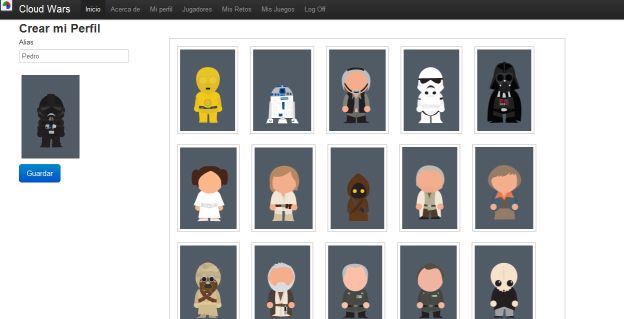 Cloud Wars Inicio Acerca de Mi perfil Jugadores Mis Retos Mis Juegos Log Off
Crear mi Perfil
Alias
Pedro
Guardar